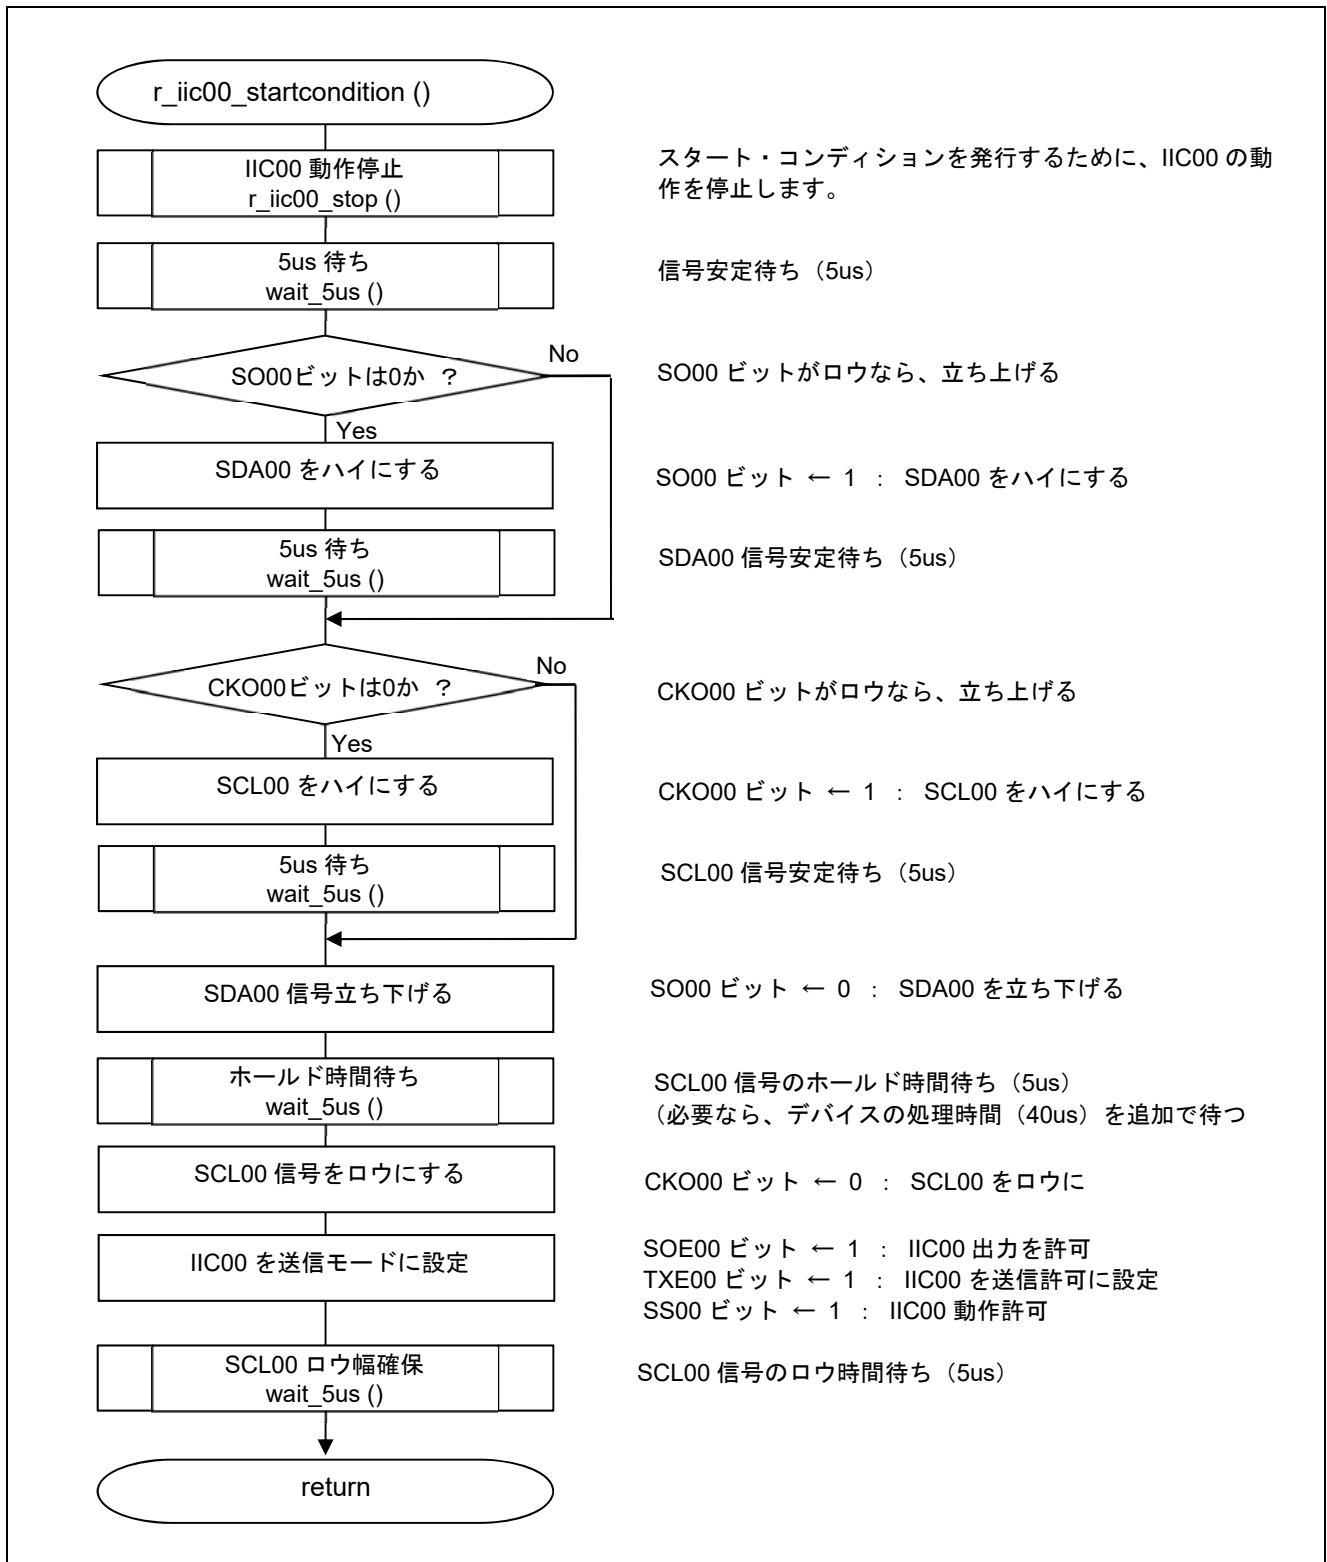 r_iic00_startcondition ()
IIC00 動作停止
r_iic00_stop ()
スタート・コンディションを発行するために、IIC00 の動
作を停止します。
5us 待ち
wait_5us ()
信号安定待ち（5us）
SO00ビットは0か ？
No
Yes
SO00 ビットがロウなら、立ち上げる
SDA00 をハイにする
SO00 ビット ← 1 ： SDA00 をハイにする
5us 待ち
wait_5us ()
SDA00 信号安定待ち（5us）
CKO00ビットは0か ？
No
Yes
CKO00 ビットがロウなら、立ち上げる
SCL00 をハイにする
CKO00 ビット ← 1 ： SCL00 をハイにする
5us 待ち
wait_5us ()
SCL00 信号安定待ち（5us）
SDA00 信号立ち下げる
SO00 ビット ← 0 ： SDA00 を立ち下げる
ホールド時間待ち
wait_5us ()
SCL00 信号のホールド時間待ち（5us）
（必要なら、デバイスの処理時間（40us）を追加で待つ
SCL00 信号をロウにする
CKO00 ビット ← 0 ： SCL00 をロウに
IIC00 を送信モードに設定
SOE00 ビット ← 1 ： IIC00 出力を許可
TXE00 ビット ← 1 ： IIC00 を送信許可に設定
SS00 ビット ← 1 ： IIC00 動作許可
SCL00 ロウ幅確保
wait_5us ()
SCL00 信号のロウ時間待ち（5us）
return